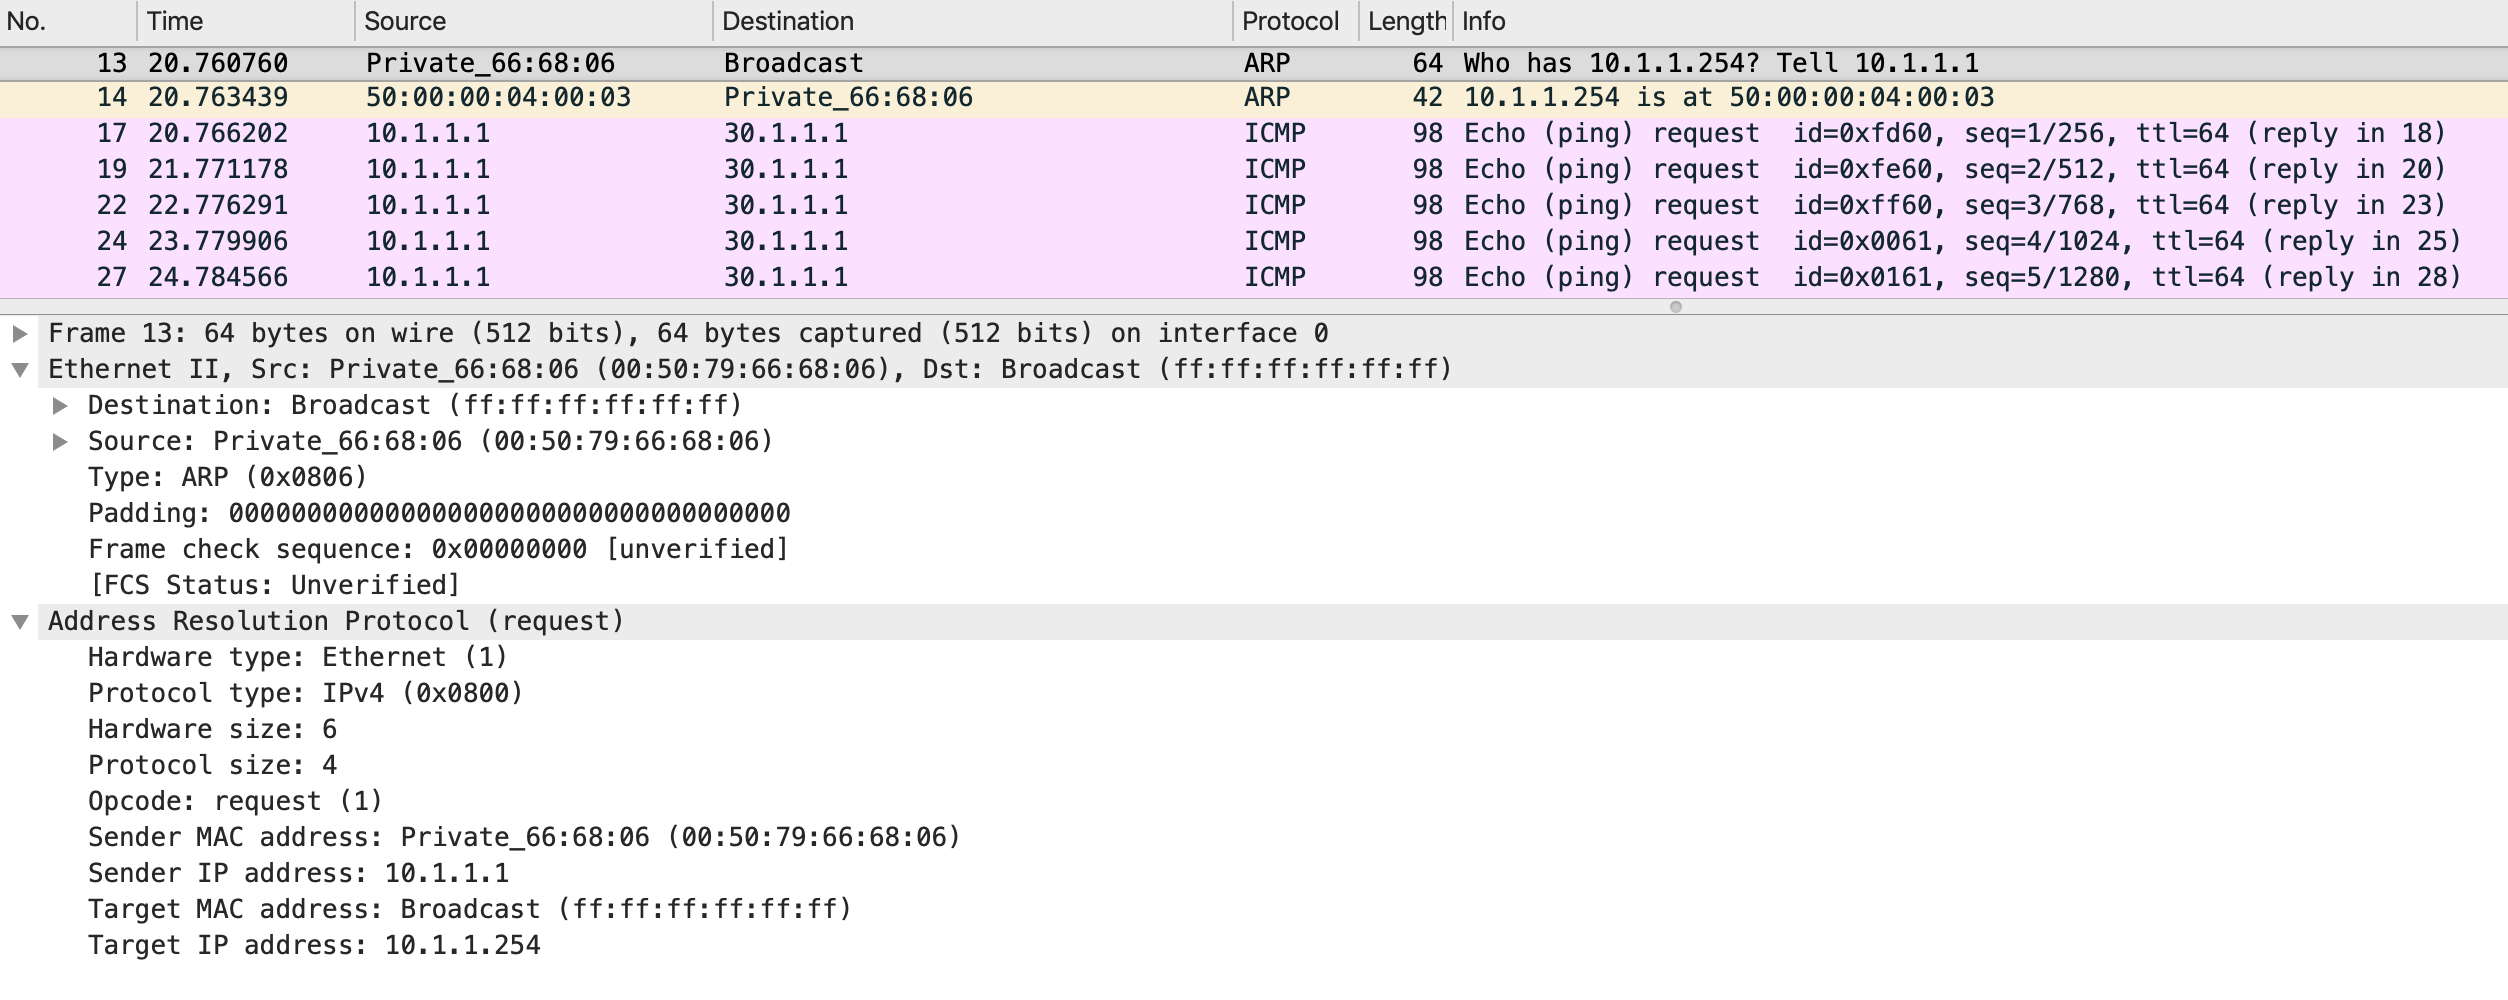 No. Time Source Destination Protocol Length Info
13 20.760760 Private_66:68:06 Broadcast ARP 64 Who has 10.1.1.254? Tell 10.1.1.1
14 20.763439 50:00:00:04:00:03 Private_66:68:06 ARP 42 10.1.1.254 is at 50:00:00:04:00:03
17 20.766202 10.1.1.1 30.1.1.1 ICMP 98 Echo (ping) request id=0xfd60, seq=1/256, ttl=64 (reply in 18)
19 21.771178 10.1.1.1 30.1.1.1 ICMP 98 Echo (ping) request id=0xfe60, seq=2/512, ttl=64 (reply in 20)
22 22.776291 10.1.1.1 30.1.1.1 ICMP 98 Echo (ping) request id=0xff60, seq=3/768, ttl=64 (reply in 23)
24 23.779906 10.1.1.1 30.1.1.1 ICMP 98 Echo (ping) request id=0x0061, seq=4/1024, ttl=64 (reply in 25)
27 24.784566 10.1.1.1 30.1.1.1 ICMP 98 Echo (ping) request id=0x0161, seq=5/1280, ttl=64 (reply in 28)
Frame 13: 64 bytes on wire (512 bits), 64 bytes captured (512 bits) on interface 0
Ethernet II, Src: Private_66:68:06 (00:50:79:66:68:06), Dst: Broadcast (ff:ff:ff:ff:ff:ff)
Destination: Broadcast (ff:ff:ff:ff:ff:ff)
Source: Private_66:68:06 (00:50:79:66:68:06)
Type: ARP (0x0806)
Padding: 000000000000000000000000000000000000
Frame check sequence: 0x00000000 [unverified]
[FCS Status: Unverified]
Address Resolution Protocol (request)
Hardware type: Ethernet (1)
Protocol type: IPv4 (0x0800)
Hardware size: 6
Protocol size: 4
Opcode: request (1)
Sender MAC address: Private_66:68:06 (00:50:79:66:68:06)
Sender IP address: 10.1.1.1
Target MAC address: Broadcast (ff:ff:ff:ff:ff:ff)
Target IP address: 10.1.1.254